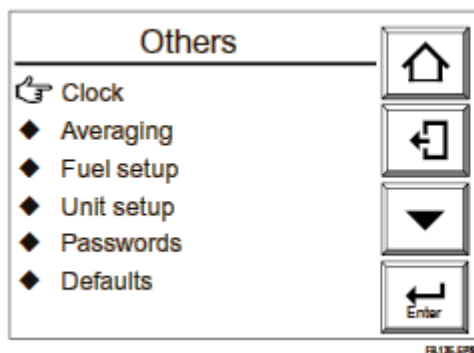 Others
Clock
Averaging
Fuel setup
Unit setup
Passwords
Defaults
Enter